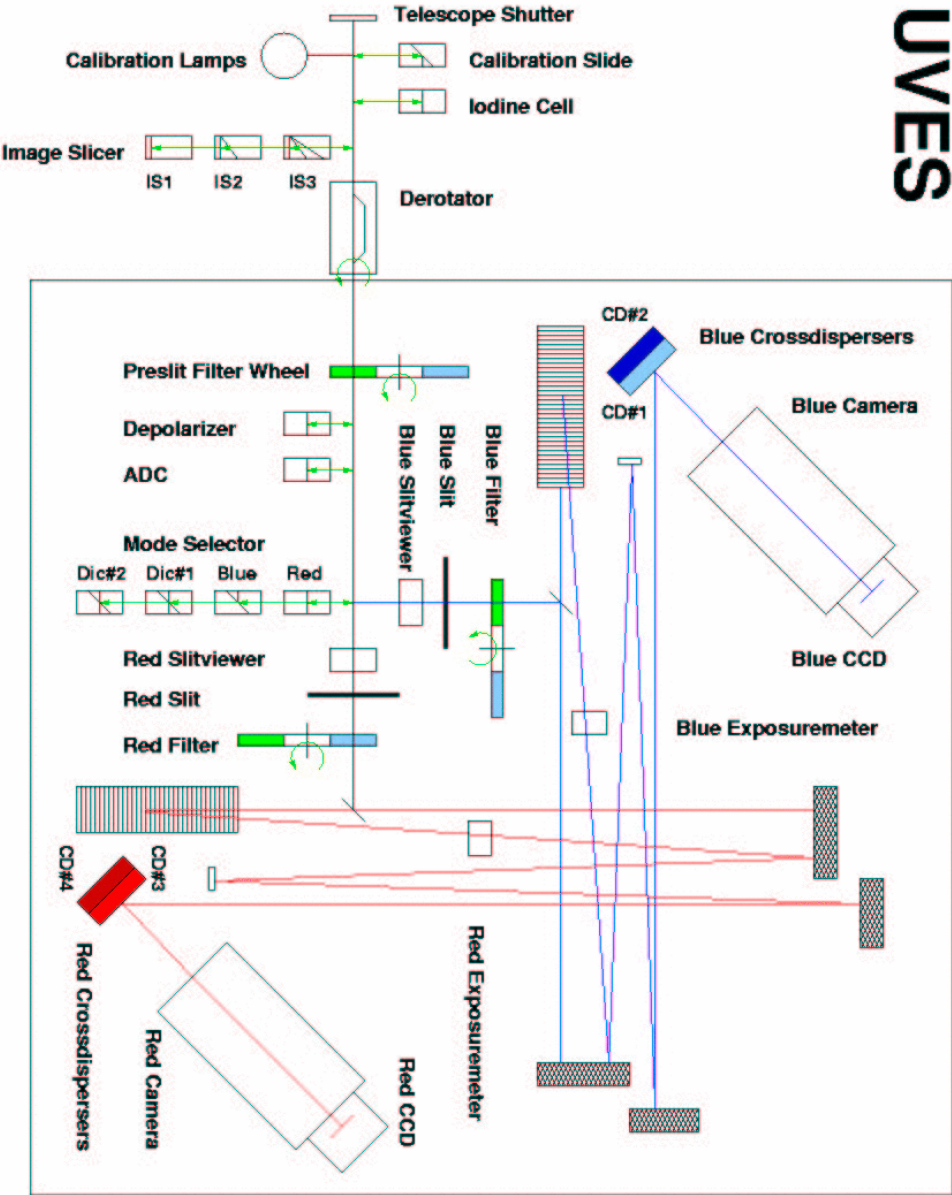 UVES
Telescope Shutter
Calibration Lamps
Calibration Slide
Iodine Cell
Image Slicer
IS1
IS2
IS3
Derotator
CD#2
Blue Crossdispersers
Preslit Filter Wheel
CD#1
Blue Camera
Depolarizer
ADC
Blue Slitviewer
Blue Slit
Blue Filter
Mode Selector
Dic#2
Dic#1
Blue
Red
Red Slitviewer
Blue CCD
Red Slit
Blue Exposuremeter
Red Filter
CD#4
CD#3
Red Crossdispersers
Red Camera
Red CCD
Red Exposuremeter